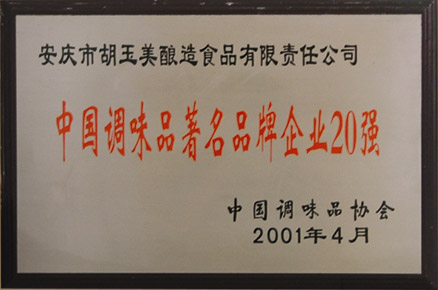 安庆市胡玉美酿造食品有限责任公司
中国调味品著名品牌企业20强
中国调味品协会
2001年4月